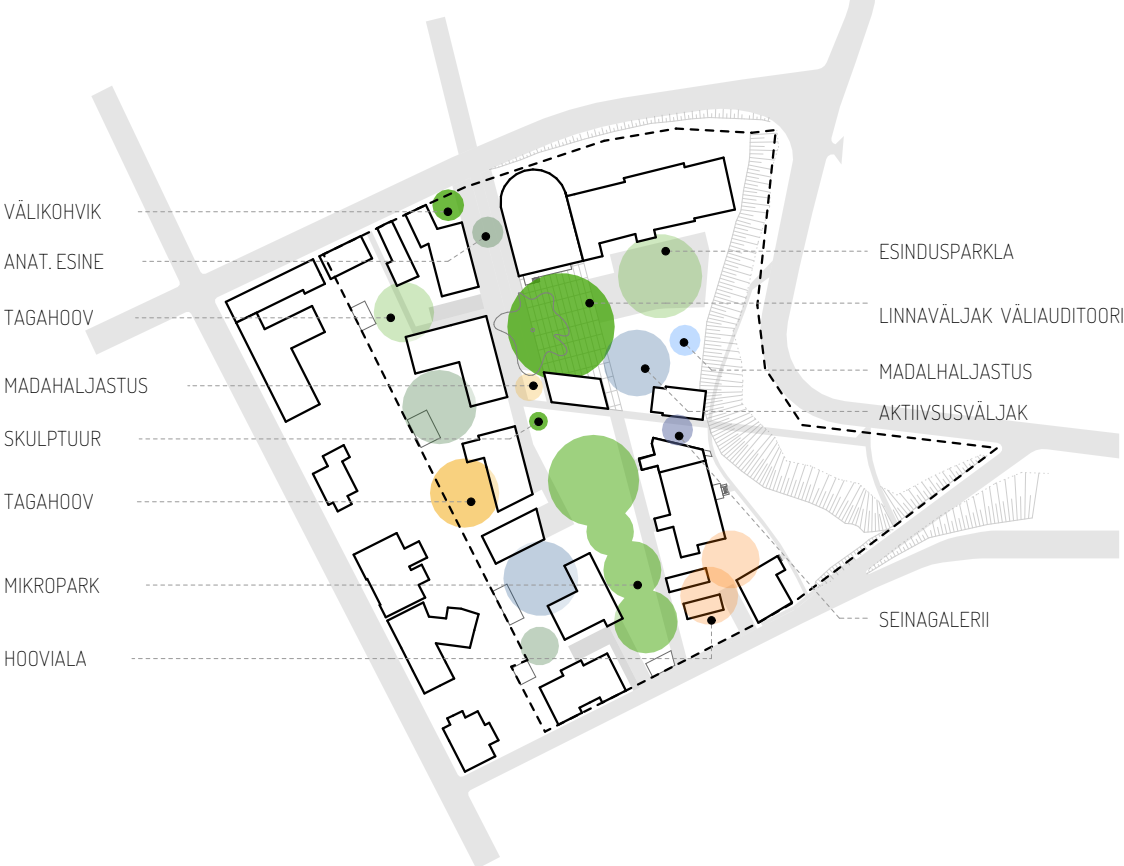 VÄLIKOHVIK
ANAT. ESINE
TAGAHOOV
MADAHALJASTUS
SKULPTUUR
TAGAHOOV
MIKROPARK
HOOVIALA
ESINDUSPARKLA
LINNAVÄLJAK VÄLIAUDITOORI
MADALHALJASTUS
AKTIIVSUSVÄLJAK
SEINAGALERII